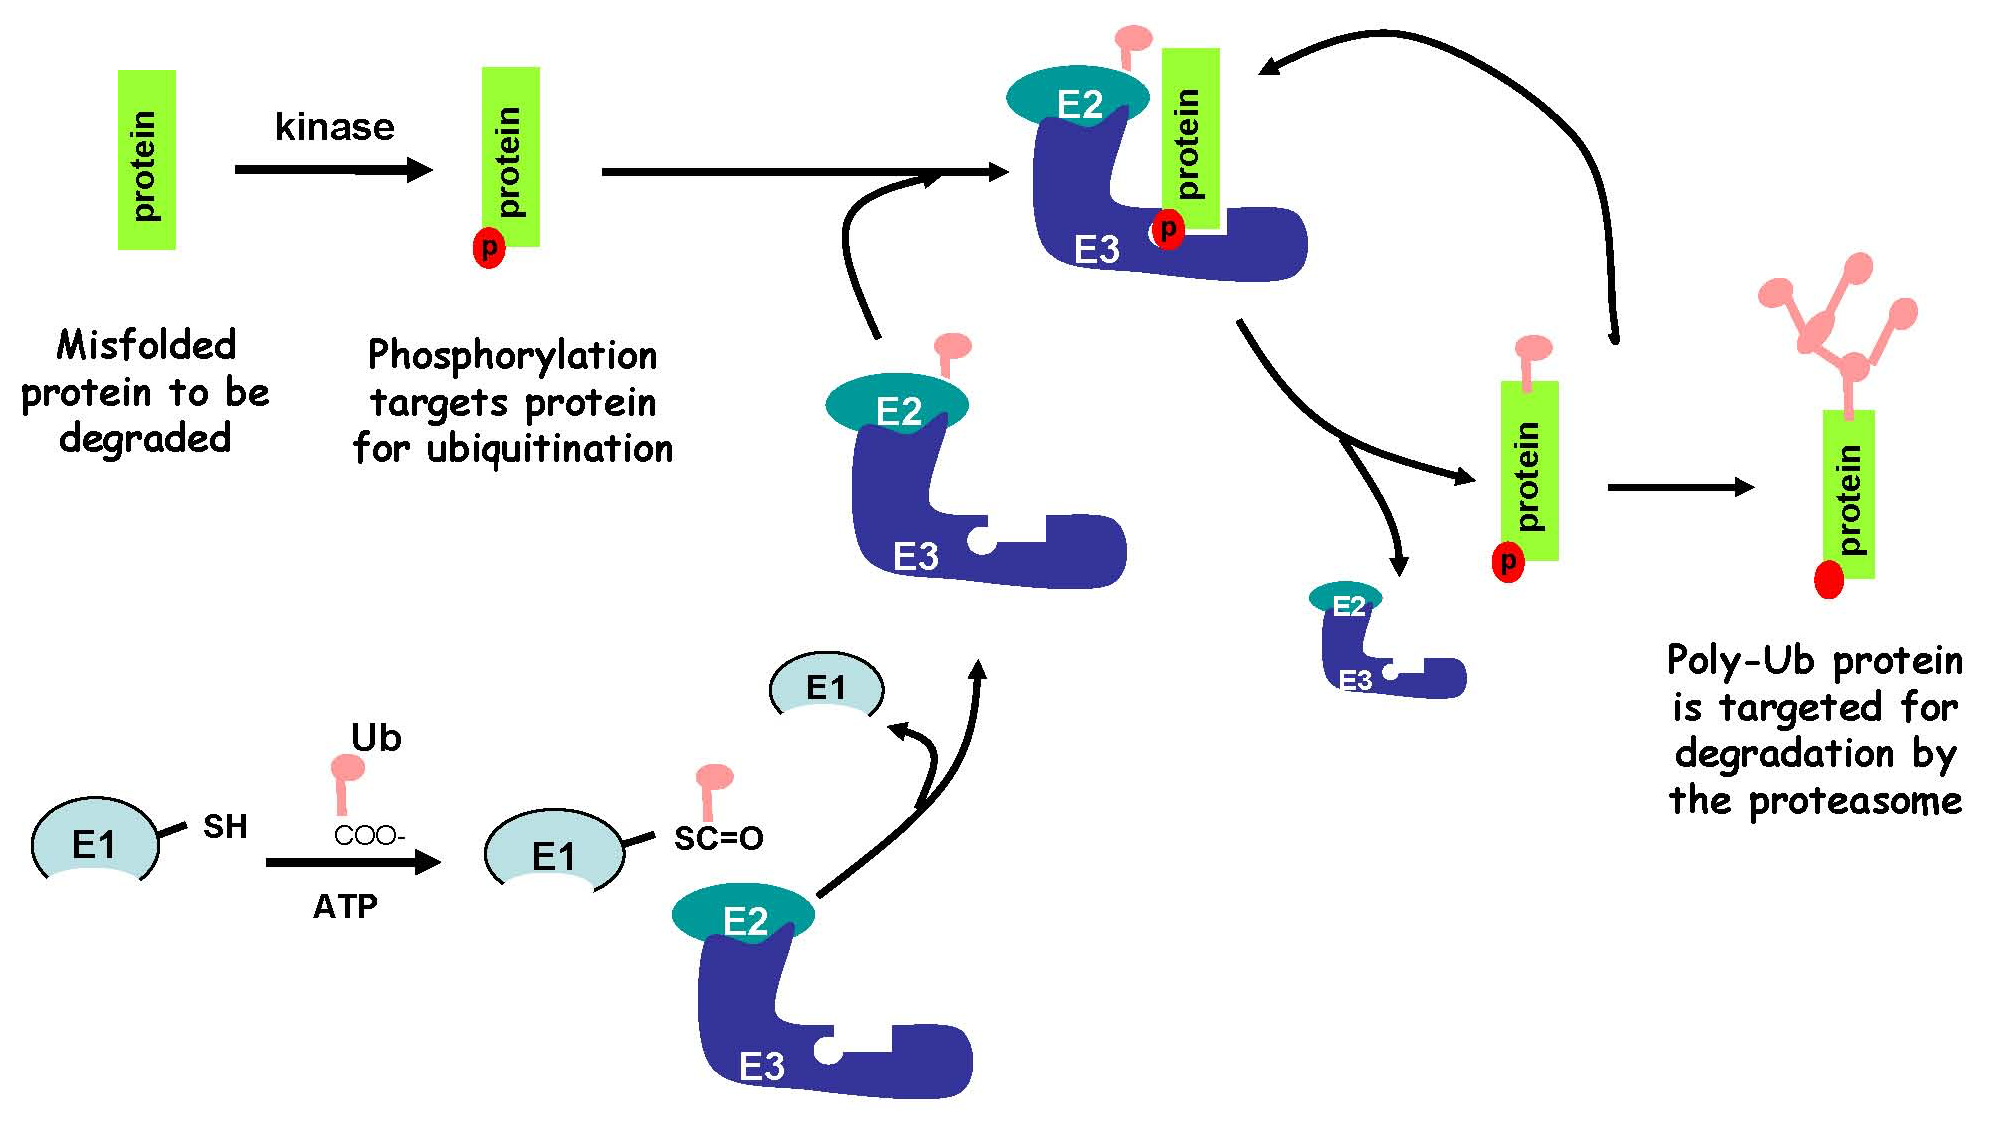 protein
kinase
protein
p
E2
protein
p
E3
Misfolded
protein to be
degraded
Phosphorylation
targets protein
for ubiquitination
E2
E3
protein
p
protein
E2
E3
Poly-Ub protein
is targeted for
degradation by
the proteasome
E1
Ub
E1
SH
COO-
ATP
E1
SC=O
E2
E3